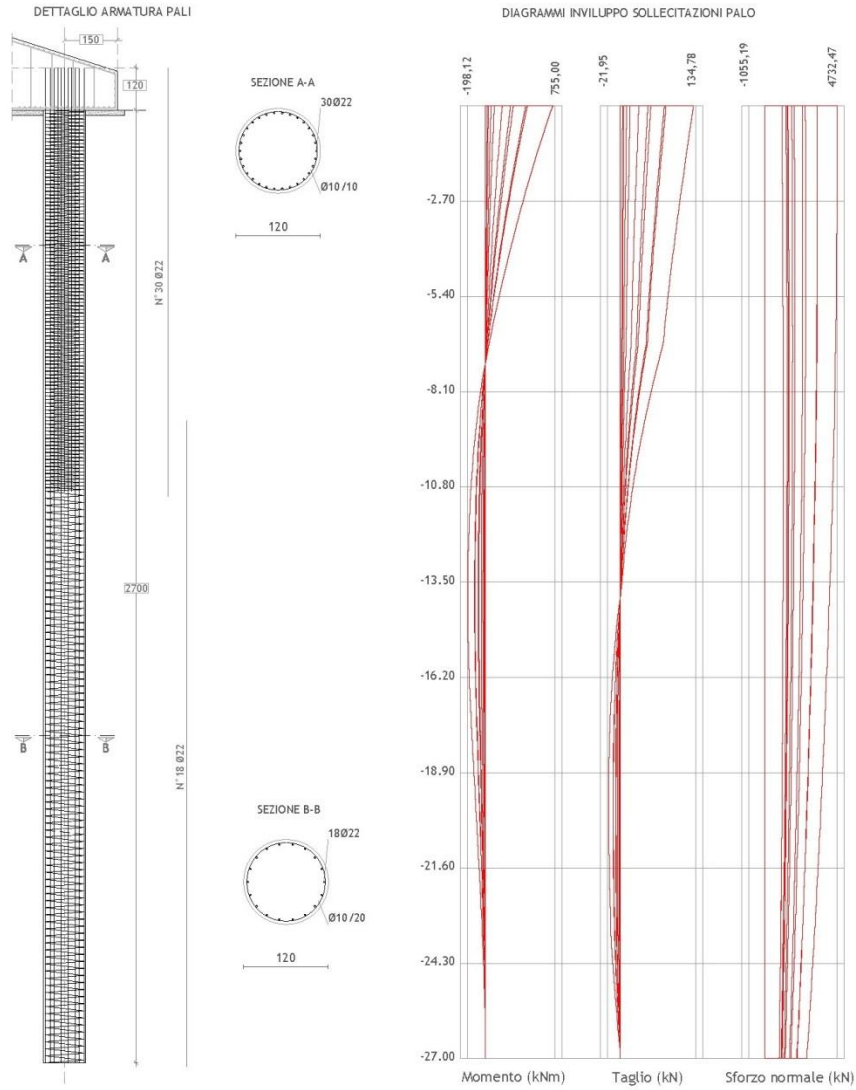 DETTAGLIO ARMATURA PALI
150
120
A
A
N°30 Ø22
2700
B
B
N°18 Ø22
SEZIONE A-A
30Ø22
Ø10/10
120
SEZIONE B-B
18Ø22
Ø10/20
120
DIAGRAMMI INVILUPPO SOLLECITAZIONI PALO
-198,12
755,00
-21,95
134,78
-1055,19
4732,47
-2.70
-5.40
-8.10
-10.80
-13.50
-16.20
-18.90
-21.60
-24.30
-27.00
Momento (kNm)
Taglio (kN)
Sforzo normale (kN)